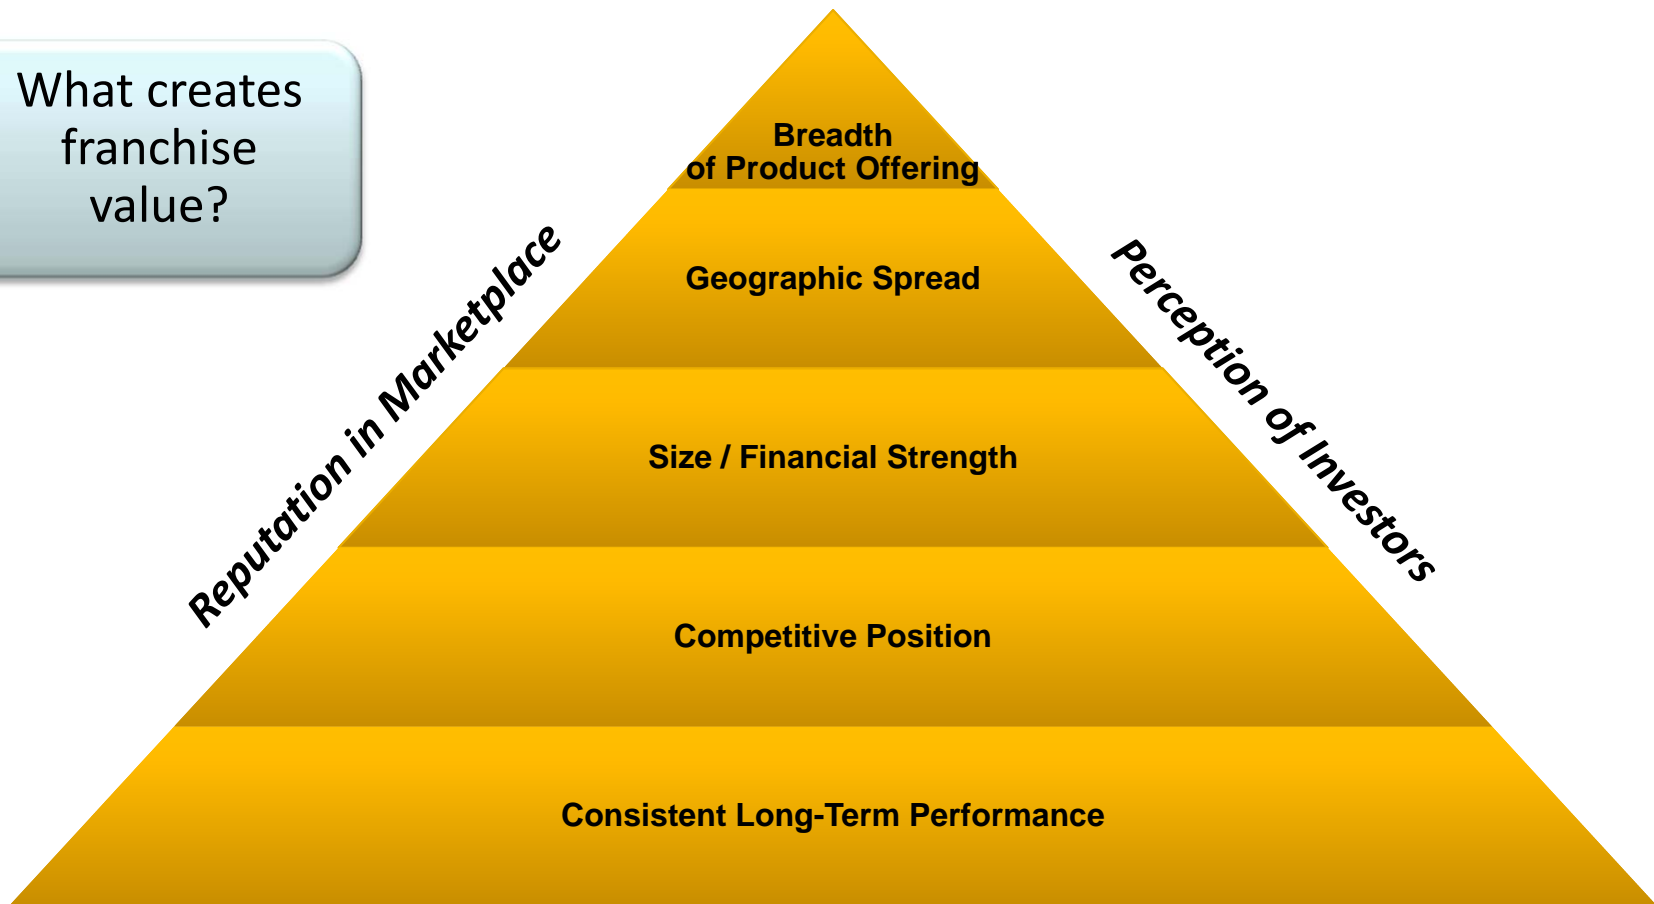 What creates
franchise
value?
Breadth
of Product Offering
Geographic Spread
Size / Financial Strength
Competitive Position
Consistent Long-Term Performance
Reputation in Marketplace
Perception of Investors